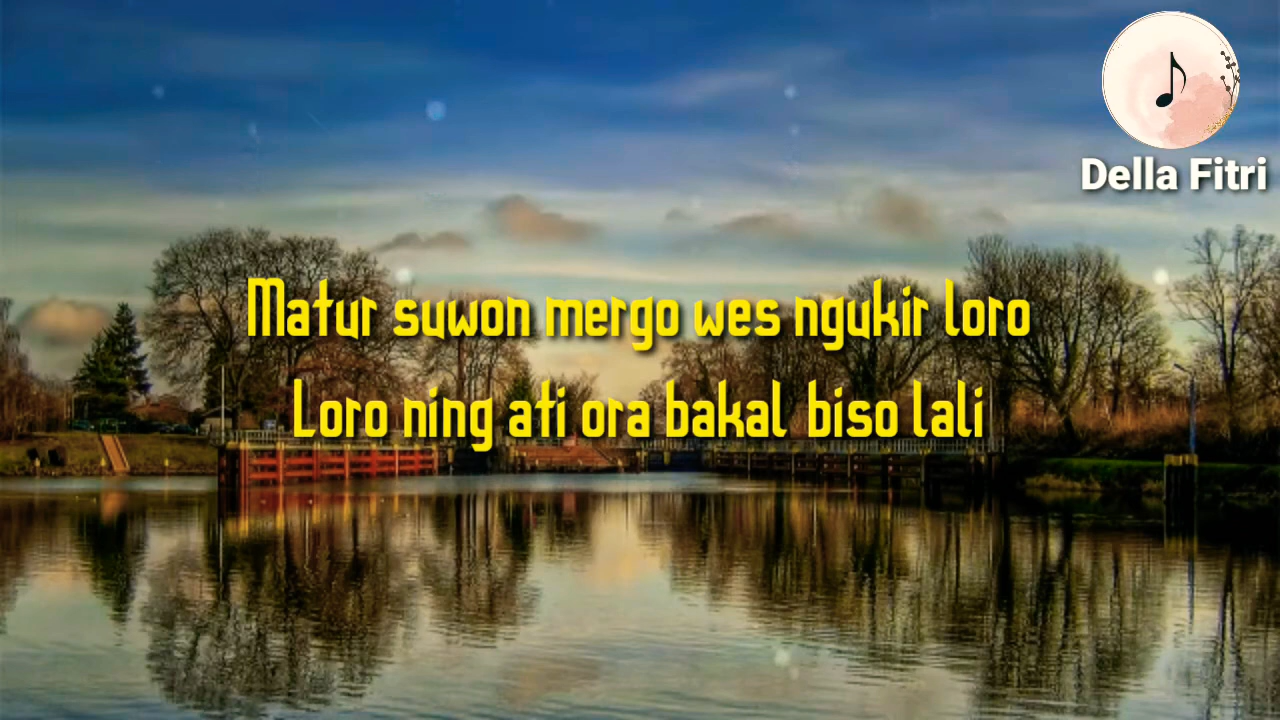 Della Fitri
Matur suwon mergo wes ngukir loro
Loro ning ati ora bakal biso lali